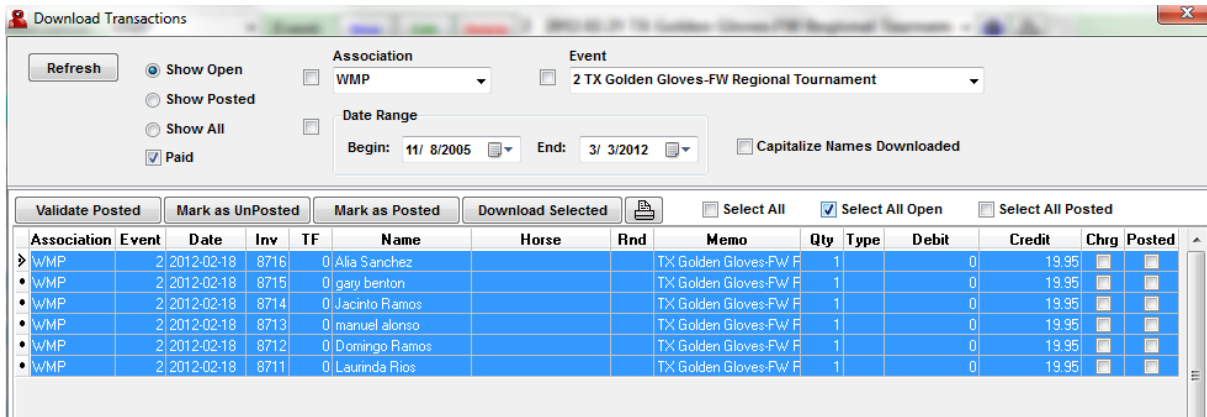 Download Transactions
Refresh
Show Open
Show Posted
Show All
Paid
Association
WMP
Event
2 TX Golden Gloves-FW Regional Tournament
Date Range
Begin: 11/ 8/2005 End: 3/ 3/2012
Capitalize Names Downloaded
Validate Posted Mark as UnPosted Mark as Posted Download Selected Select All Select All Open Select All Posted
Association Event Date Inv TF Name Horse Rnd Memo Qty Type Debit Credit Chrg Posted
WMP 2 2012-02-18 8716 0 Alia Sanchez TX Golden Gloves-FW F 1 0 19.95
WMP 2 2012-02-18 8715 0 gary benton TX Golden Gloves-FW F 1 0 19.95
WMP 2 2012-02-18 8714 0 Jacinto Ramos TX Golden Gloves-FW F 1 0 19.95
WMP 2 2012-02-18 8713 0 manuel alonso TX Golden Gloves-FW F 1 0 19.95
WMP 2 2012-02-18 8712 0 Domingo Ramos TX Golden Gloves-FW F 1 0 19.95
WMP 2 2012-02-18 8711 0 Laurinda Rios TX Golden Gloves-FW F 1 0 19.95